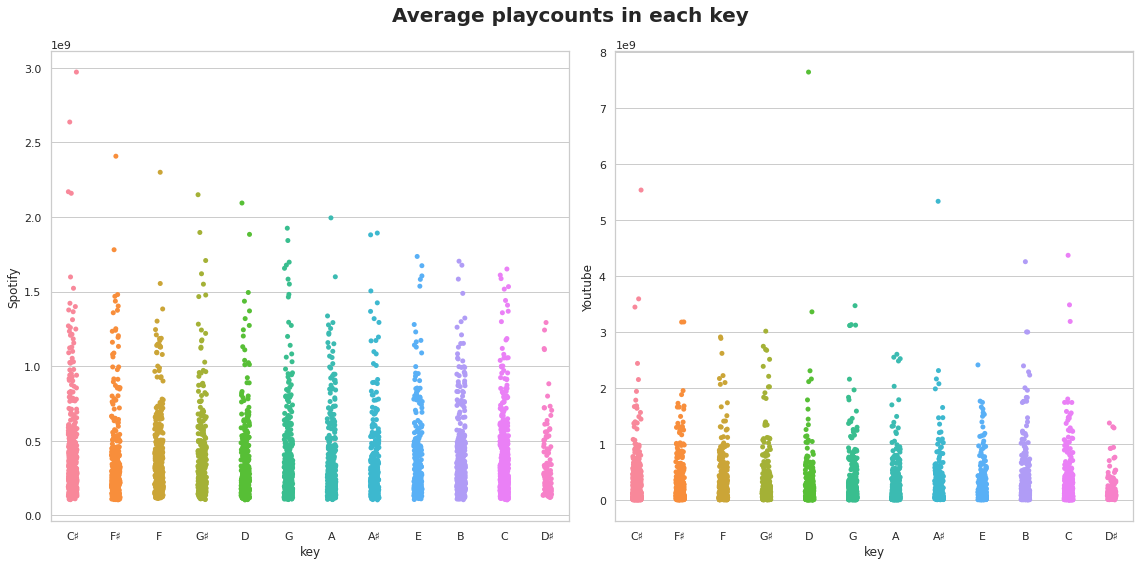 Average playcounts in each key
1e9
3.0
2.5
2.0
1.5
1.0
0.5
0.0
Spotify
C♯ F♯ F G♯ D G A A♯ E B C D♯
key
1e9
8
7
6
5
4
3
2
1
0
Youtube
C♯ F♯ F G♯ D G A A♯ E B C D♯
key